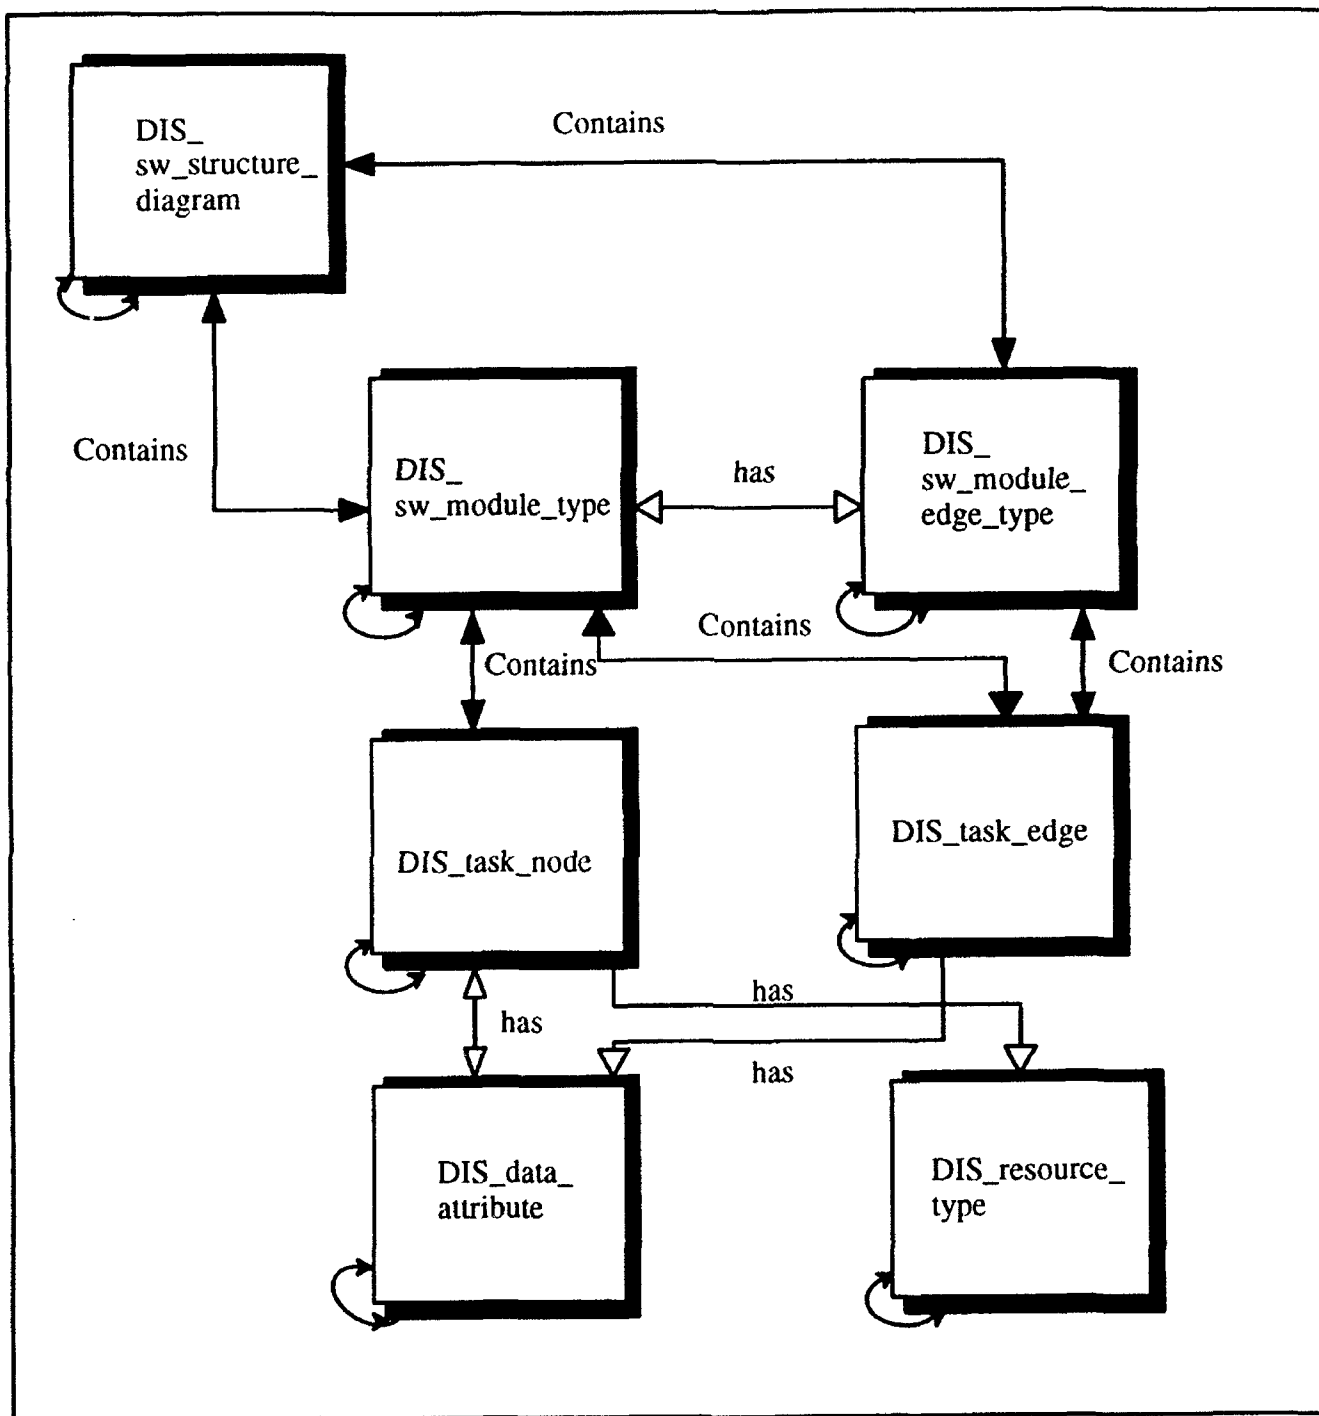 Contains
DIS_
sw_structure_
diagram
Contains
DIS_
sw_module_type
has
DIS_
sw_module_
edge_type
Contains
Contains
Contains
DIS_task_node
DIS_task_edge
has
has
has
DIS_data_
attribute
DIS_resource_
type